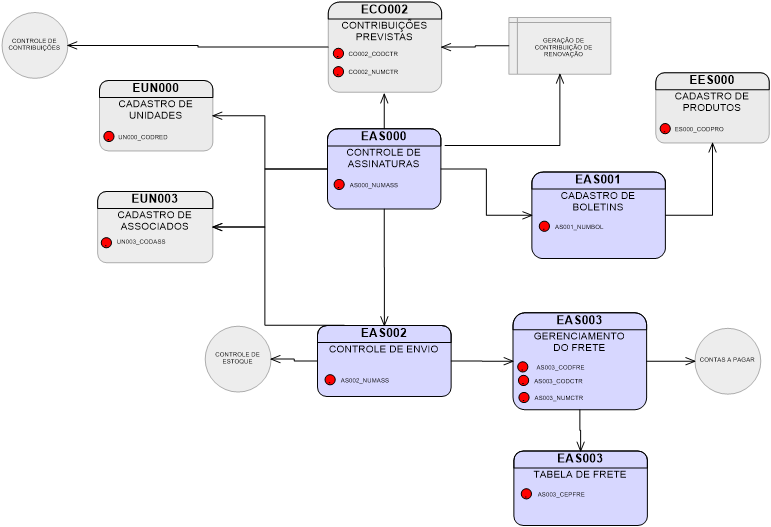 ECO002
CONTRIBUIÇÕES
PREVISTAS
CO002_CODCTR
CO002_NUMCTR
CONTROLE DE
CONTRIBUIÇÕES
GERAÇÃO DE
CONTRIBUIÇÃO DE
RENOVAÇÃO
EES000
CADASTRO DE
PRODUTOS
ES000_CODPRO
EUN000
CADASTRO DE
UNIDADES
UN000_CODRED
EAS000
CONTROLE DE
ASSINATURAS
AS000_NUMASS
EAS001
CADASTRO DE
BOLETINS
AS001_NUMBOL
EUN003
CADASTRO DE
ASSOCIADOS
UN003_CODASS
EAS002
CONTROLE DE ENVIO
AS002_NUMASS
CONTROLE DE
ESTOQUE
EAS003
GERENCIAMENTO
DO FRETE
AS003_CODFRE
AS003_CODCTR
AS003_NUMCTR
CONTAS A PAGAR
EAS003
TABELA DE FRETE
AS003_CEPFRE